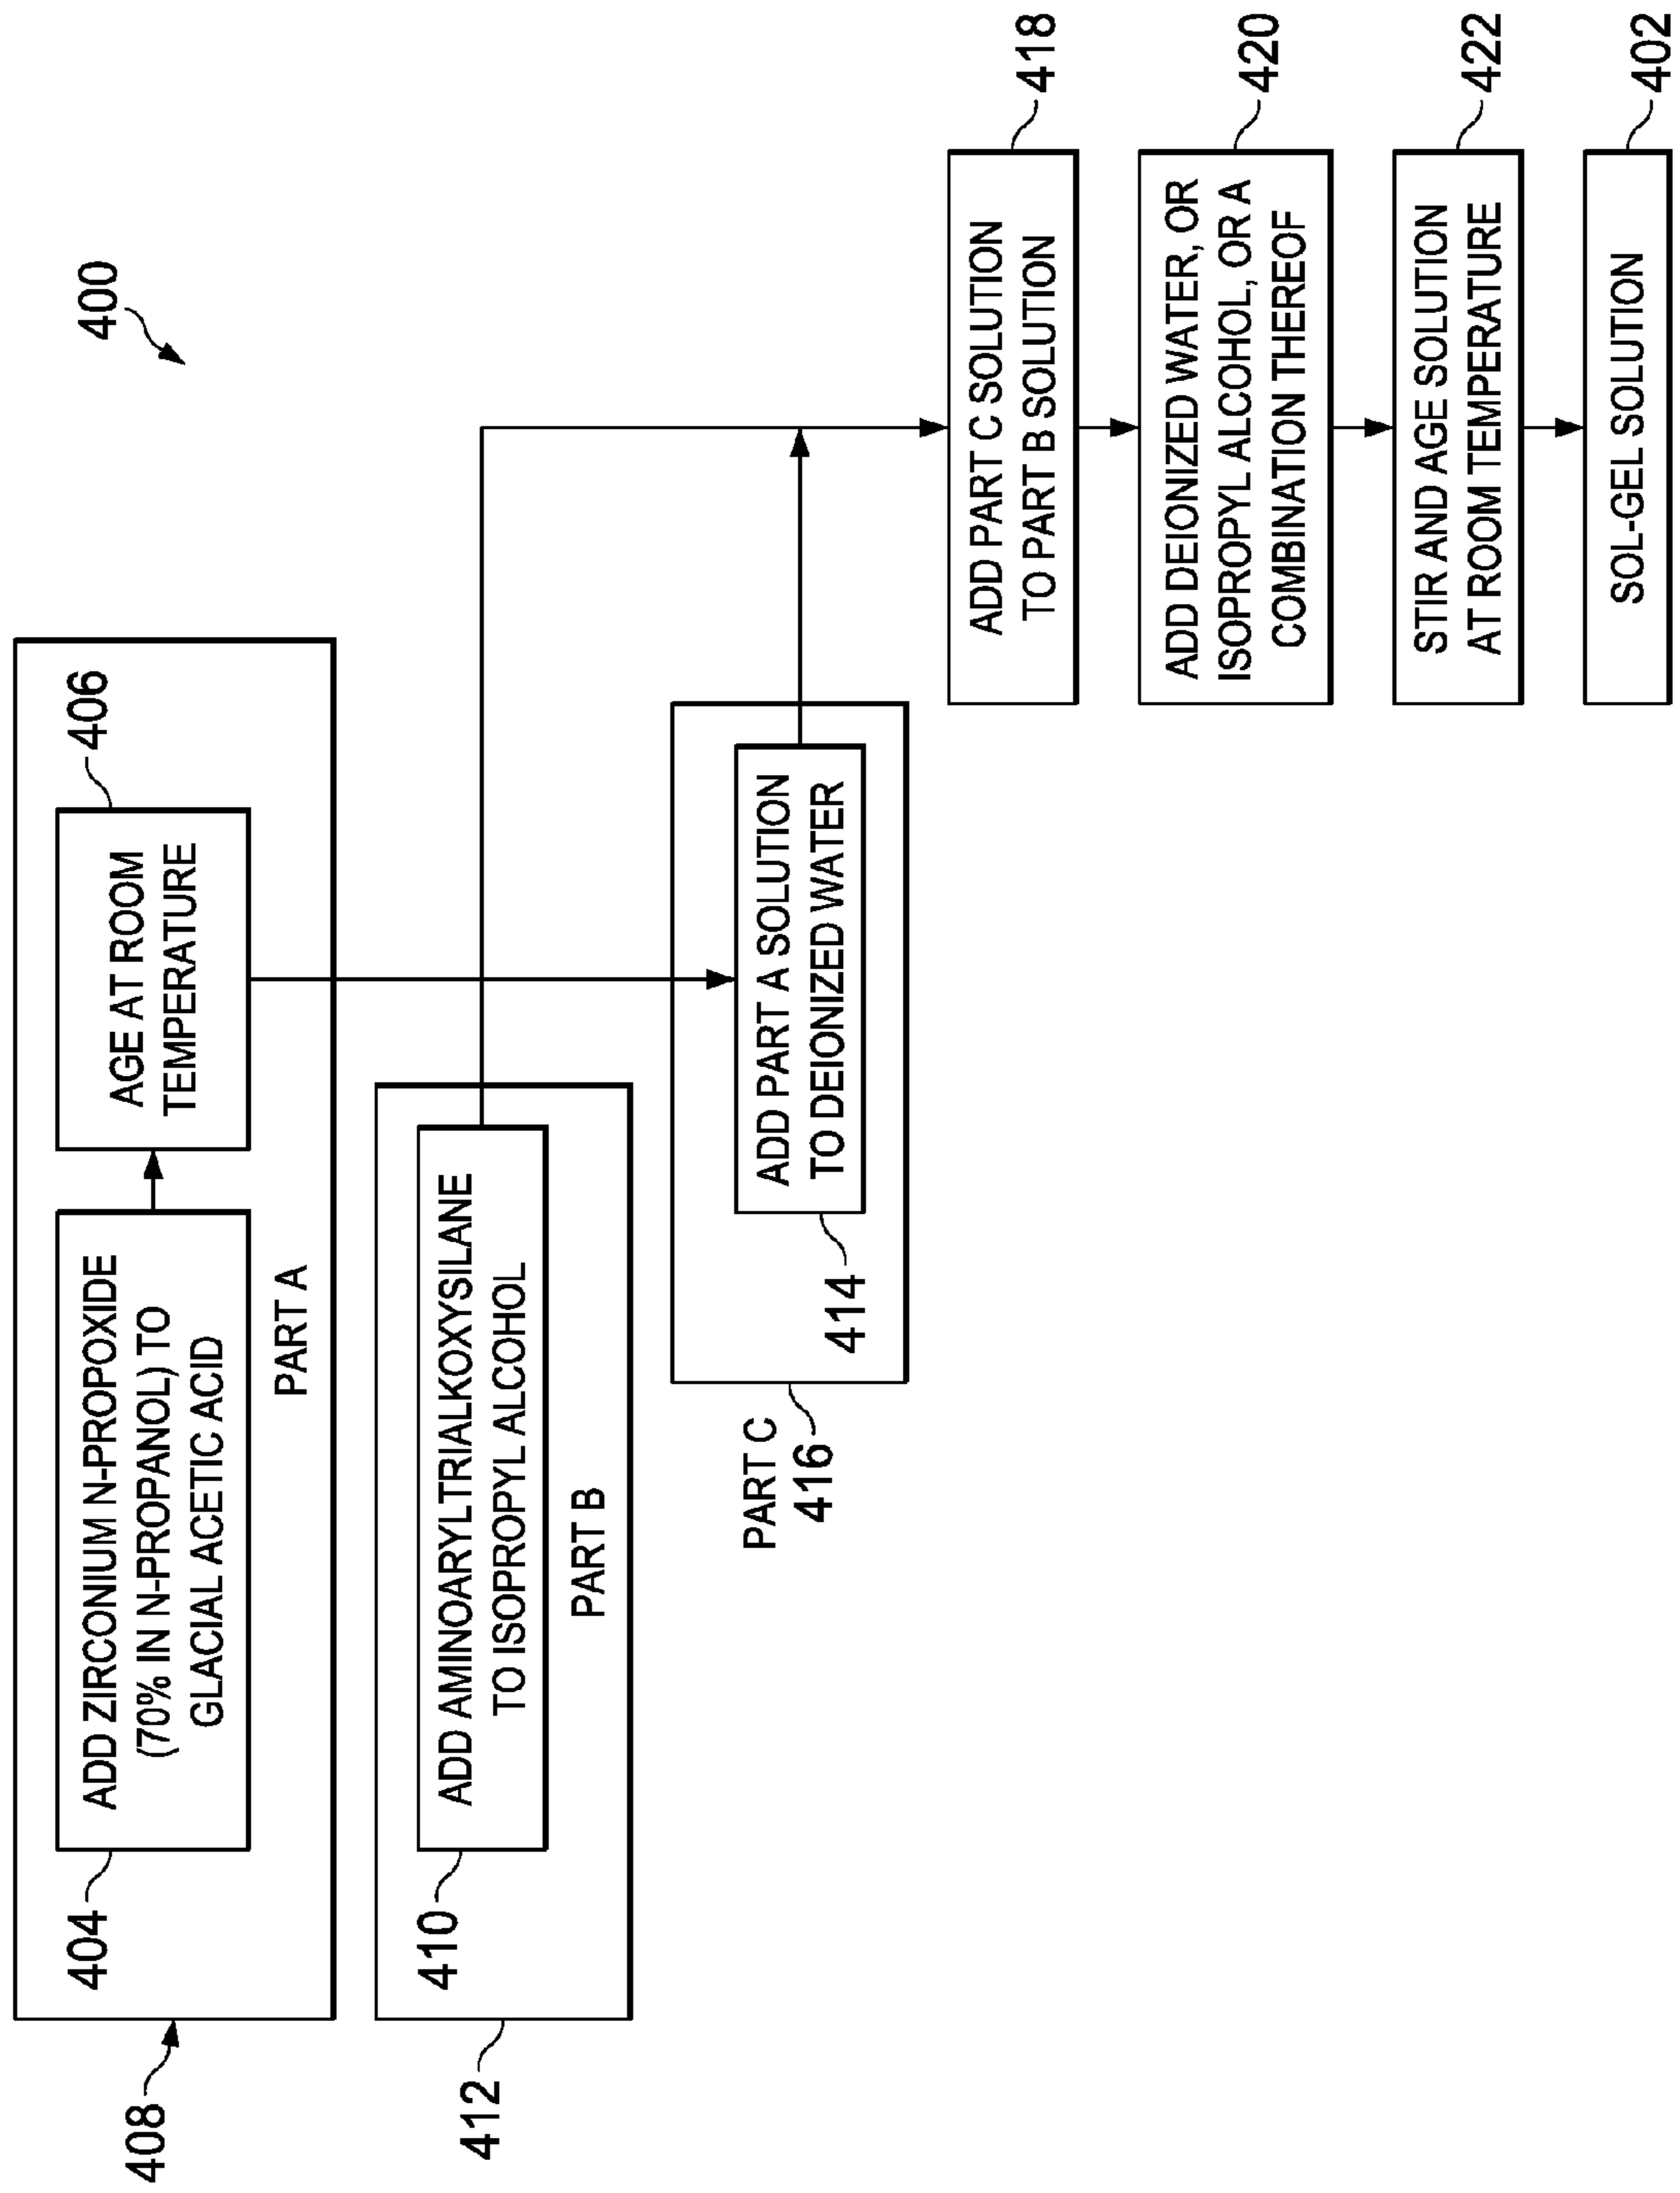 400
404
ADD ZIRCONIUM N-PROPOXIDE
(70% IN N-PROPANOL) TO
GLACIAL ACETIC ACID
406
AGE AT ROOM
TEMPERATURE
PART A
408
410
ADD AMINOARYLTRIALKOXYSILANE
TO ISOPROPYL ALCOHOL
PART B
412
PART C
416
414
ADD PART A SOLUTION
TO DEIONIZED WATER
ADD PART C SOLUTION
TO PART B SOLUTION
418
ADD DEIONIZED WATER, OR
ISOPROPYL ALCOHOL, OR A
COMBINATION THEREOF
420
STIR AND AGE SOLUTION
AT ROOM TEMPERATURE
422
SOL-GEL SOLUTION
402